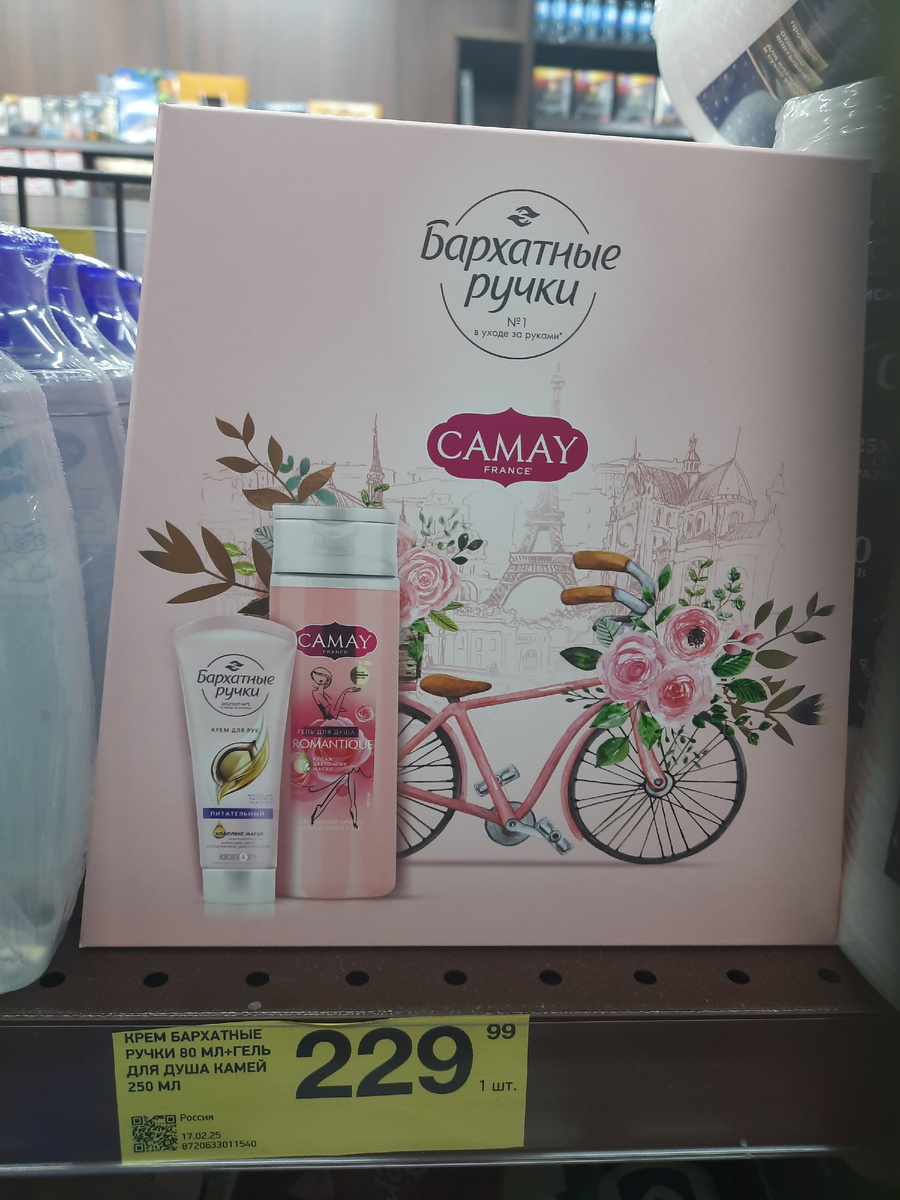 Бархатные
ручки
№1
в уходе за руками*
CAMAY
FRANCE
CAMAY
FRANCE
ГЕЛЬ ДЛЯ ДУША
ROMANTIQUE
Бархатные
ручки
КРЕМ ДЛЯ РУК
ПИТАТЕЛЬНЫЙ
КОМПЛЕКС МАСЕЛ
КРЕМ БАРХАТНЫЕ
РУЧКИ 80 МЛ+ГЕЛЬ
ДЛЯ ДУША КАМЕЙ
250 МЛ
229 99
1 шт.
Россия
17.02.25
8720633011540